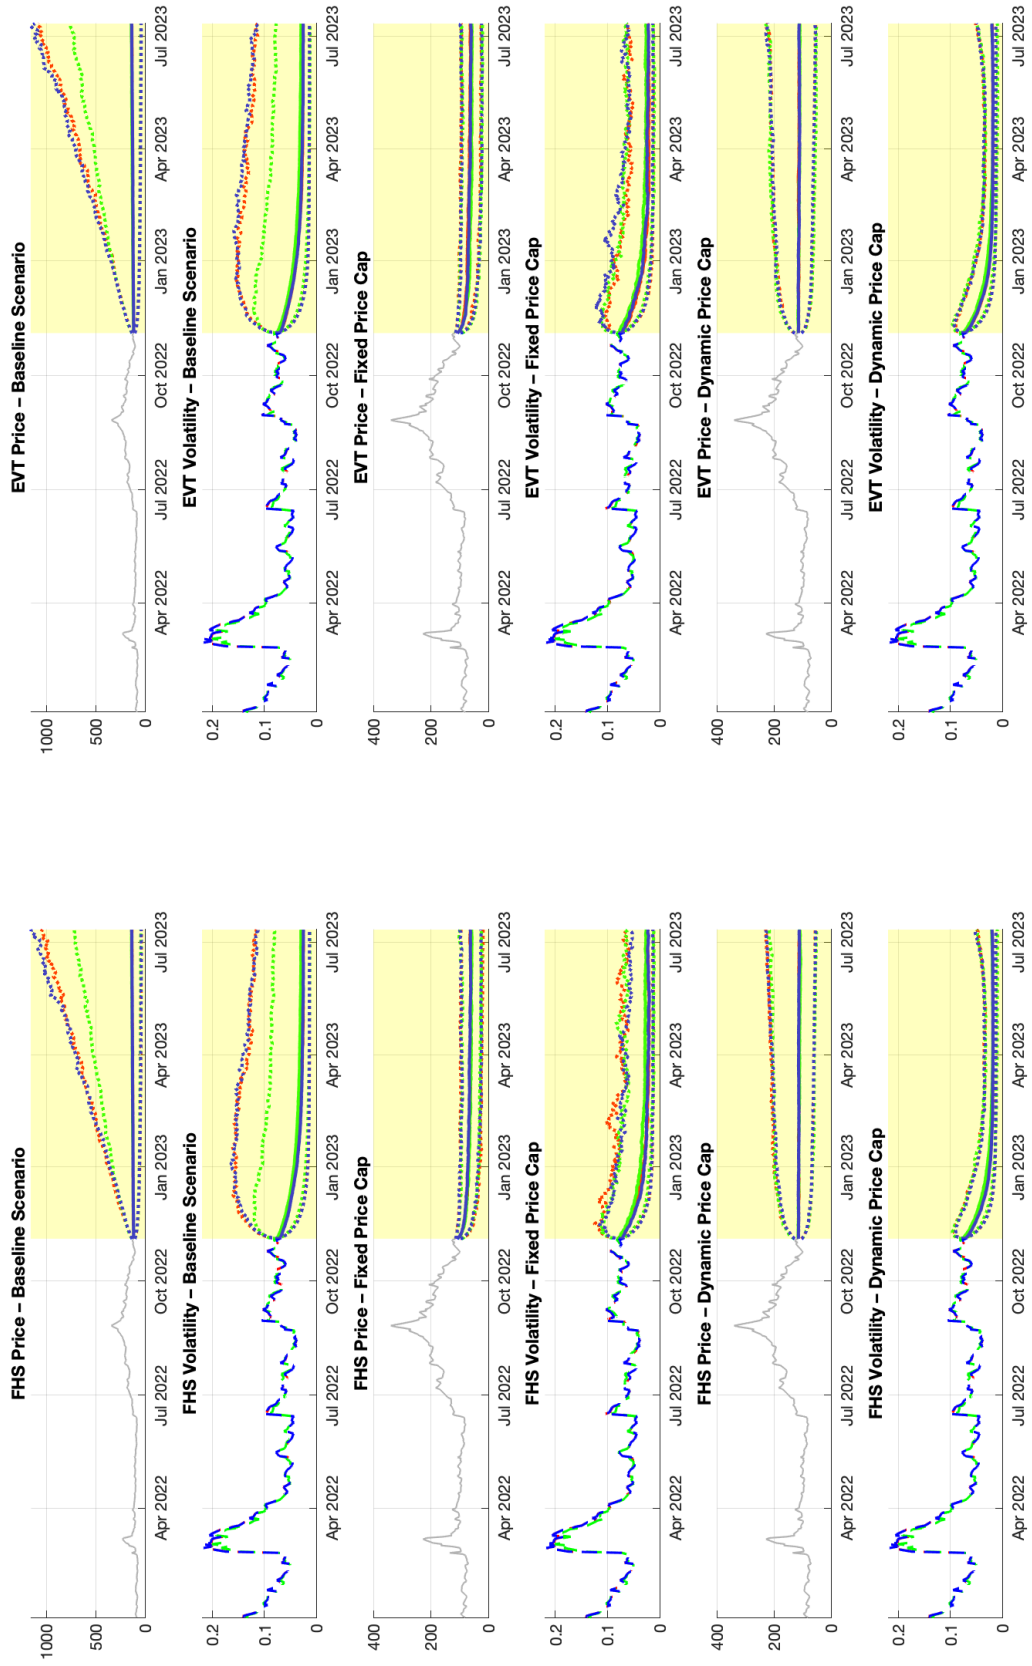 FHS Price – Baseline Scenario
1000
500
0
Apr 2022 Jul 2022 Oct 2022 Jan 2023 Apr 2023 Jul 2023
EVT Price – Baseline Scenario
1000
500
0
Apr 2022 Jul 2022 Oct 2022 Jan 2023 Apr 2023 Jul 2023
FHS Volatility – Baseline Scenario
0.2
0.1
0
Apr 2022 Jul 2022 Oct 2022 Jan 2023 Apr 2023 Jul 2023
EVT Volatility – Baseline Scenario
0.2
0.1
0
Apr 2022 Jul 2022 Oct 2022 Jan 2023 Apr 2023 Jul 2023
FHS Price – Fixed Price Cap
400
200
0
Apr 2022 Jul 2022 Oct 2022 Jan 2023 Apr 2023 Jul 2023
EVT Price – Fixed Price Cap
400
200
0
Apr 2022 Jul 2022 Oct 2022 Jan 2023 Apr 2023 Jul 2023
FHS Volatility – Fixed Price Cap
0.2
0.1
0
Apr 2022 Jul 2022 Oct 2022 Jan 2023 Apr 2023 Jul 2023
EVT Volatility – Fixed Price Cap
0.2
0.1
0
Apr 2022 Jul 2022 Oct 2022 Jan 2023 Apr 2023 Jul 2023
FHS Price – Dynamic Price Cap
400
200
0
Apr 2022 Jul 2022 Oct 2022 Jan 2023 Apr 2023 Jul 2023
EVT Price – Dynamic Price Cap
400
200
0
Apr 2022 Jul 2022 Oct 2022 Jan 2023 Apr 2023 Jul 2023
FHS Volatility – Dynamic Price Cap
0.2
0.1
0
Apr 2022 Jul 2022 Oct 2022 Jan 2023 Apr 2023 Jul 2023
EVT Volatility – Dynamic Price Cap
0.2
0.1
0
Apr 2022 Jul 2022 Oct 2022 Jan 2023 Apr 2023 Jul 2023